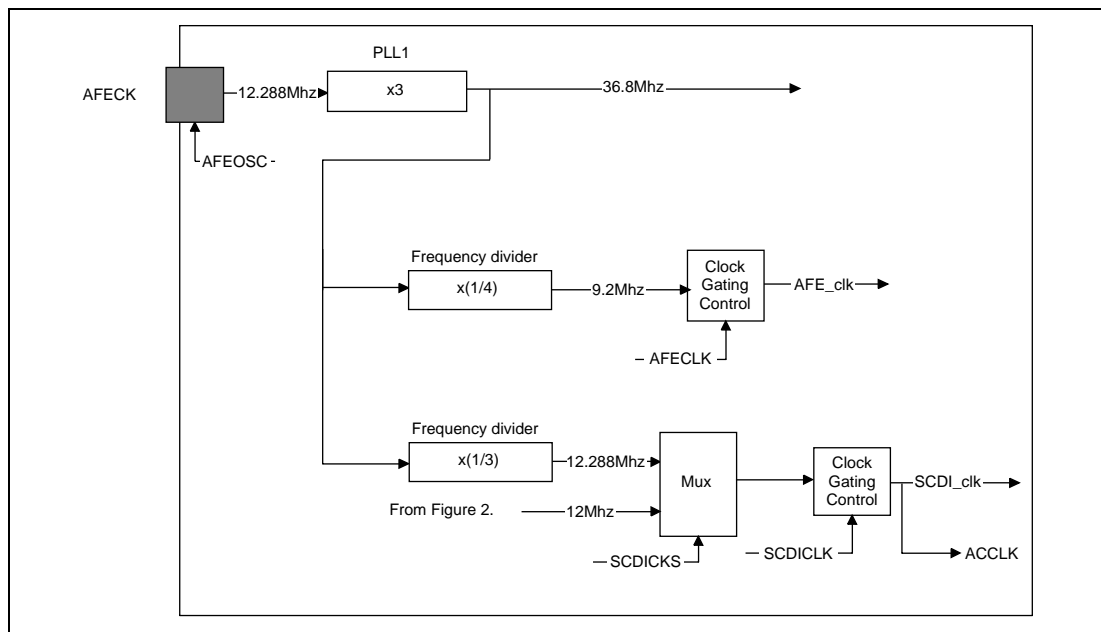 PLL1
AFECK
12.288Mhz
x3
36.8Mhz
AFEOSC
Frequency divider
x(1/4)
9.2Mhz
Clock
Gating
Control
AFE_clk
AFECLK
Frequency divider
x(1/3)
12.288Mhz
Mux
Clock
Gating
Control
SCDI_clk
From Figure 2.
12Mhz
SCDICKS
SCDICLK
ACCLK